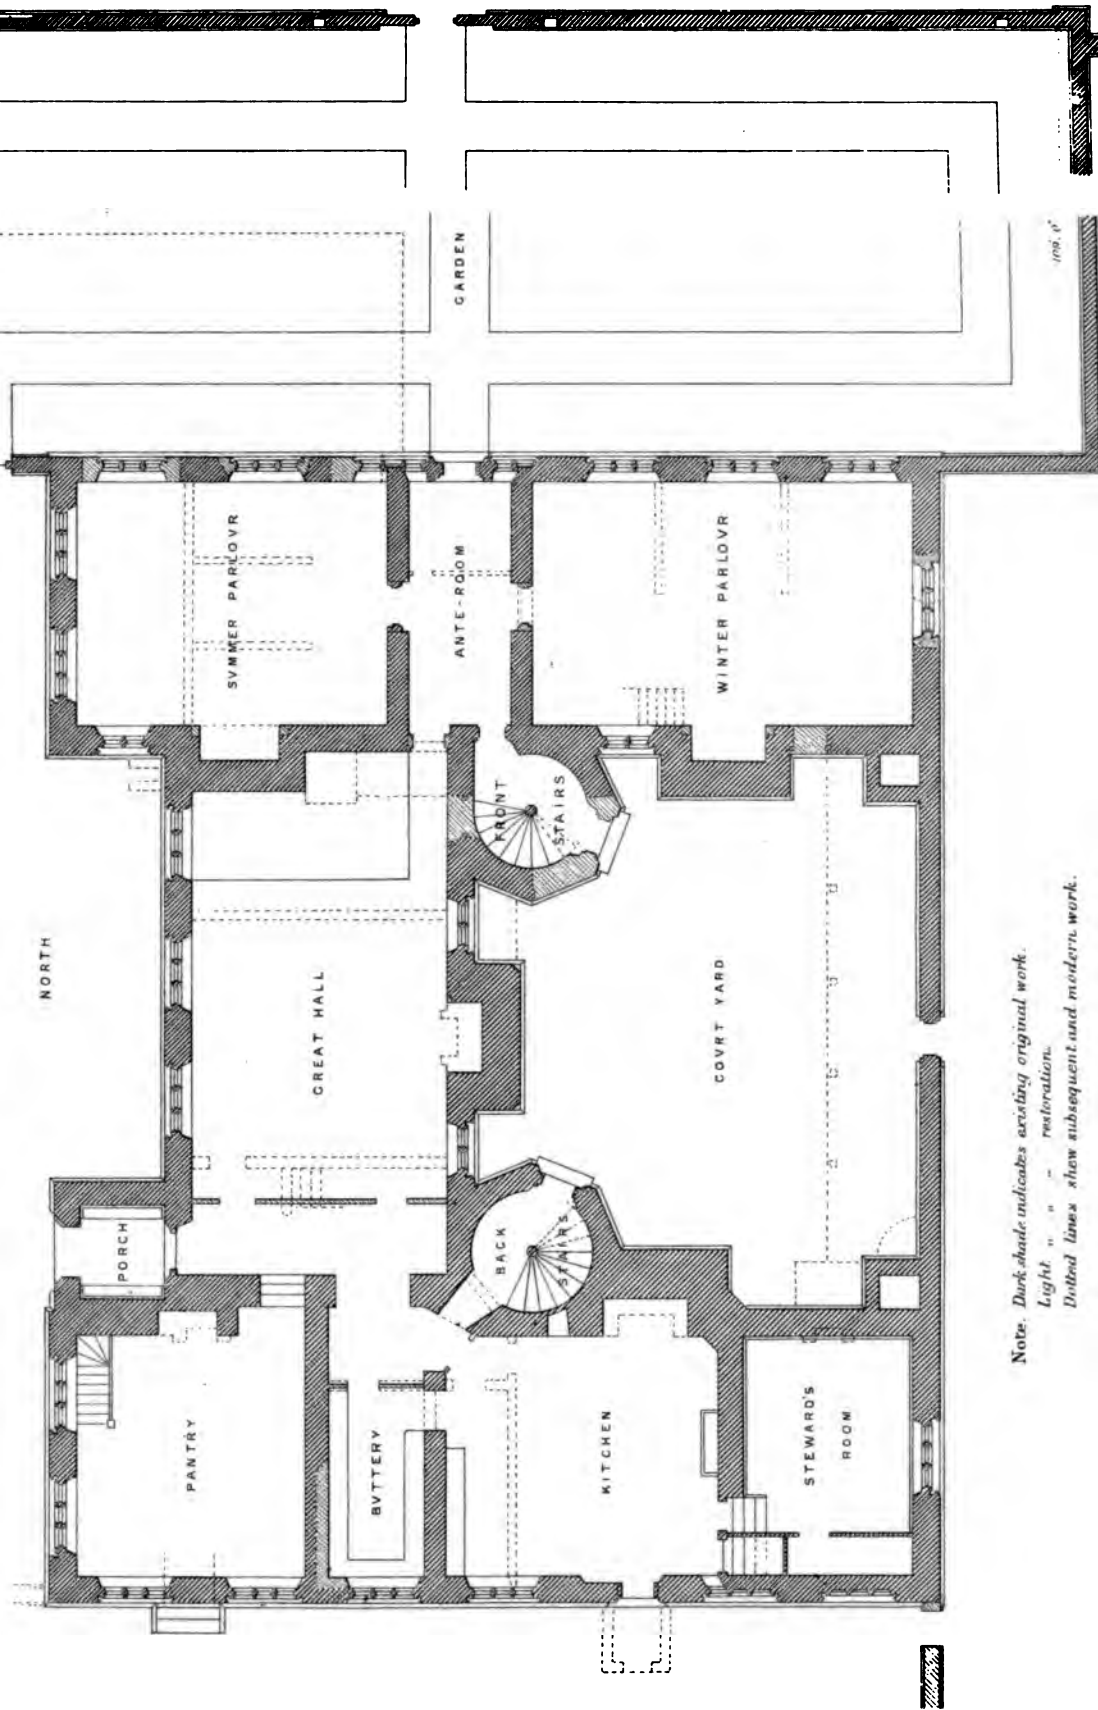 NORTH
PORCH
PANTRY
BVTTERY
KITCHEN
STEWARD'S
ROOM
BACK
STAIRS
GREAT HALL
COVRT YARD
FRONT
STAIRS
SVMMER PARLOVR
ANTE-ROOM
WINTER PARLOVR
GARDEN
Note. Dark shade indicates existing original work.
Light " " " restoration.
Dotted lines shew subsequent and modern work.